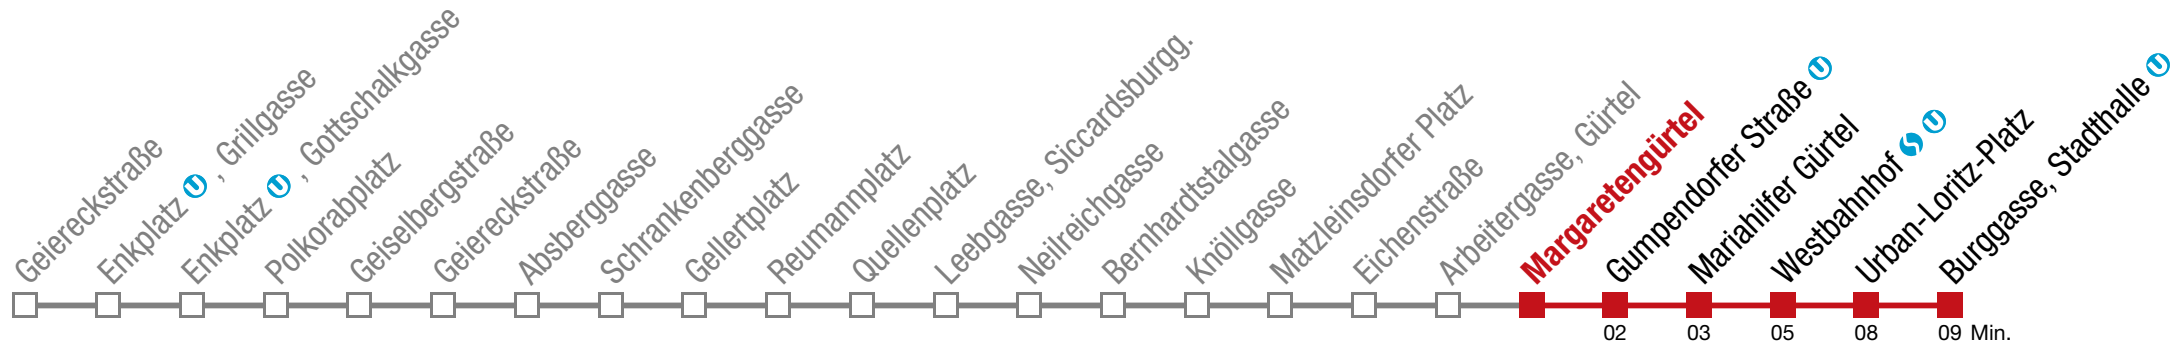 Geiereckstraße
Enkplatz U, Grillgasse
Enkplatz U, Gottschalkgasse
Polkorabplatz
Geiselbergstraße
Geiereckstraße
Absberggasse
Schrankenberggasse
Gellertplatz
Reumannplatz
Quellenplatz
Leebgasse, Siccardsburgg.
Neilreichgasse
Bernhardtstalgasse
Knöllgasse
Matzleinsdorfer Platz
Eichenstraße
Arbeitergasse, Gürtel
Margaretengürtel
Gumpendorfer Straße U
Mariahilfer Gürtel
Westbahnhof S U
Urban-Loritz-Platz
Burggasse, Stadthalle U
02 03 05 08 09 Min.